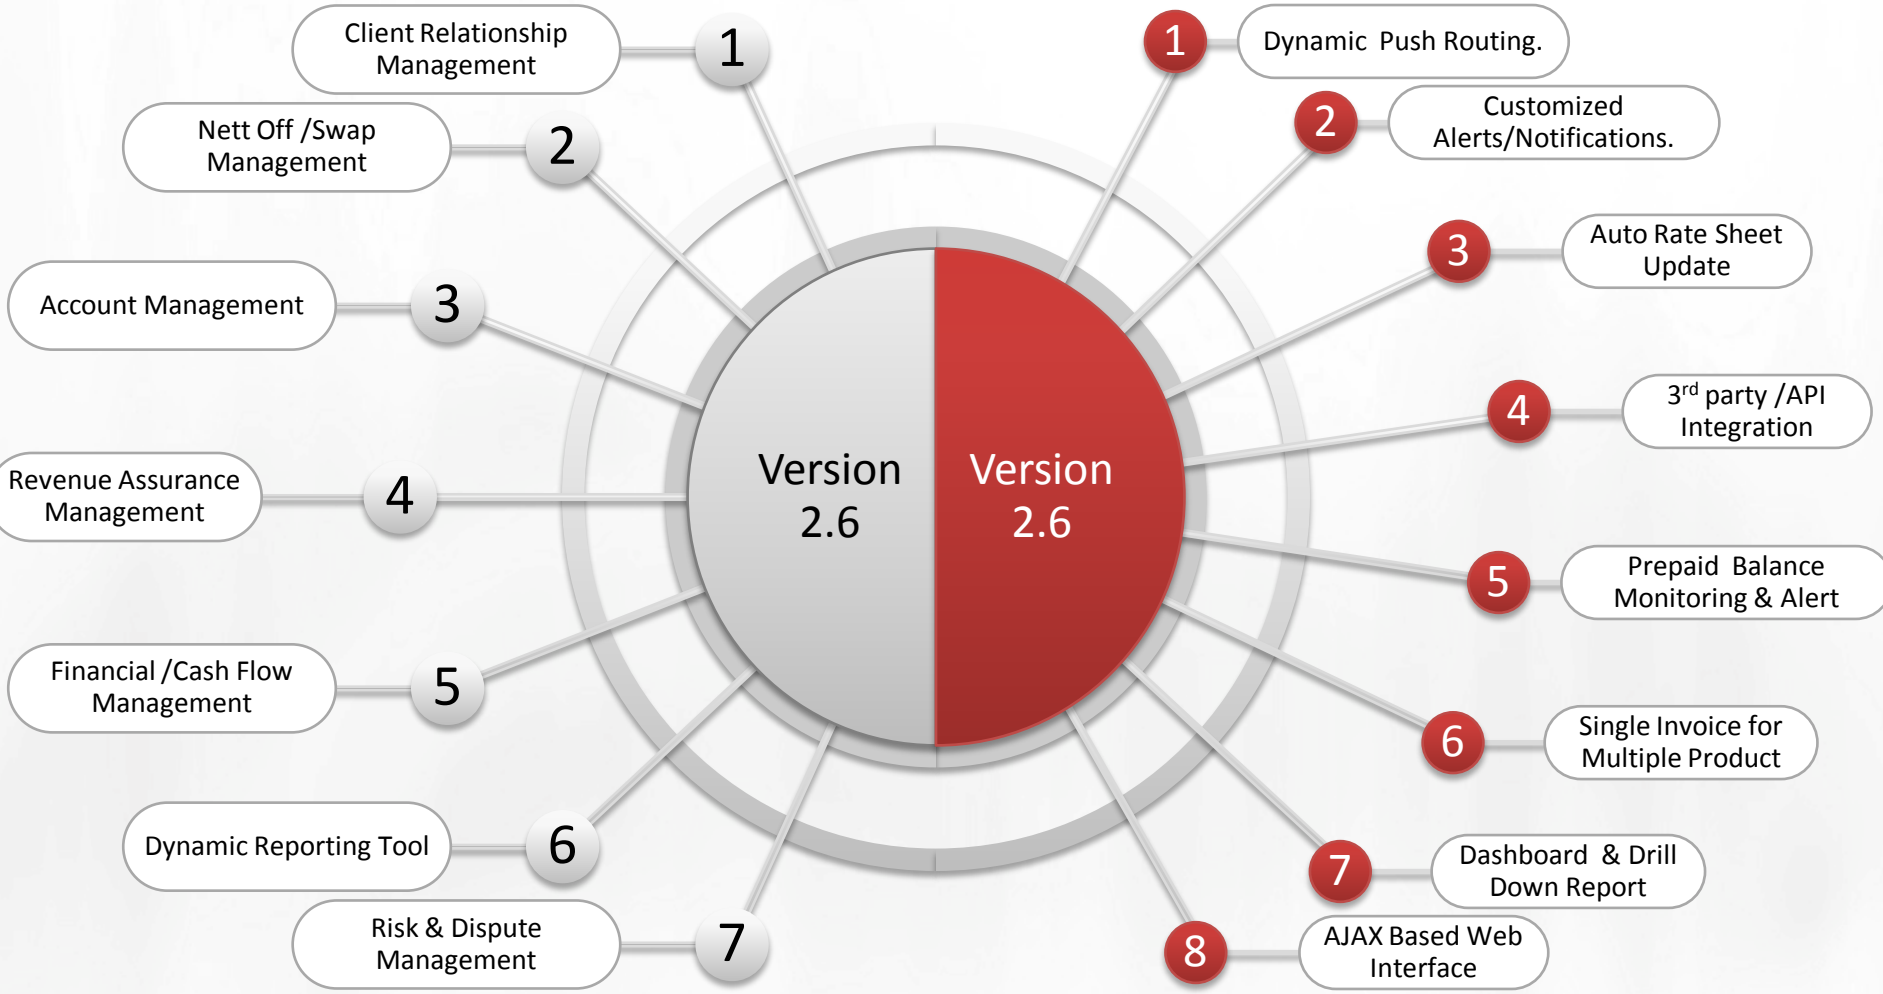 Client Relationship
Management
1
Nett Off /Swap
Management
2
Account Management
3
Revenue Assurance
Management
4
Financial /Cash Flow
Management
5
Dynamic Reporting Tool
6
Risk & Dispute
Management
7
Version
2.6
Version
2.6
1
Dynamic Push Routing.
2
Customized
Alerts/Notifications.
3
Auto Rate Sheet
Update
4
3rd party /API
Integration
5
Prepaid Balance
Monitoring & Alert
6
Single Invoice for
Multiple Product
7
Dashboard & Drill
Down Report
8
AJAX Based Web
Interface